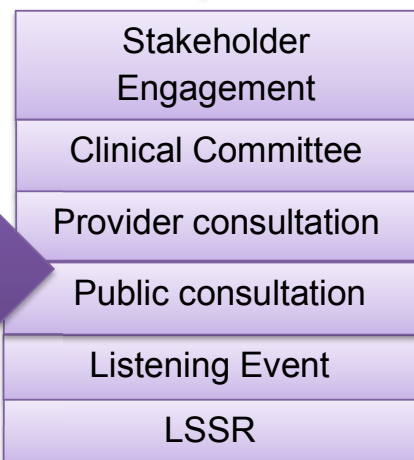 Stakeholder
Engagement
Clinical Committee
Provider consultation
Public consultation
Listening Event
LSSR